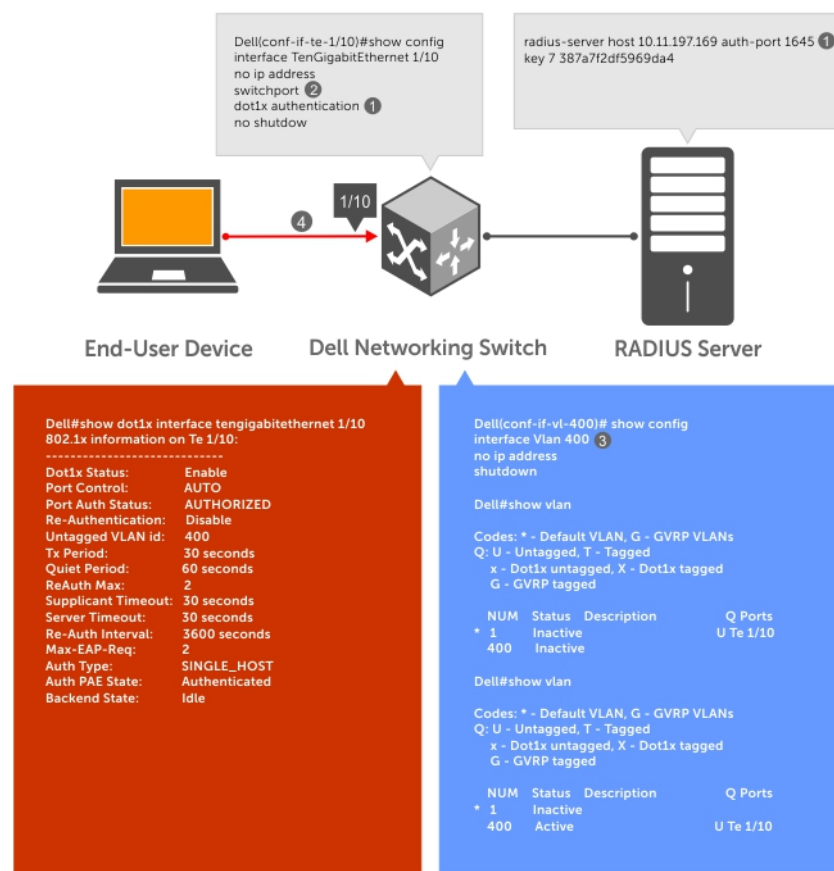 Dell(conf-if-te-1/10)#show config
interface TenGigabitEthernet 1/10
no ip address
switchport 2
dot1x authentication 1
no shutdow
radius-server host 10.11.197.169 auth-port 1645 1
key 7 387a7f2df5969da4
1/10
4
End-User Device
Dell Networking Switch
RADIUS Server
Dell#show dot1x interface tengigabitethernet 1/10
802.1x information on Te 1/10:
-----------------------------
Dot1x Status: Enable
Port Control: AUTO
Port Auth Status: AUTHORIZED
Re-Authentication: Disable
Untagged VLAN id: 400
Tx Period: 30 seconds
Quiet Period: 60 seconds
ReAuth Max: 2
Supplicant Timeout: 30 seconds
Server Timeout: 30 seconds
Re-Auth Interval: 3600 seconds
Max-EAP-Req: 2
Auth Type: SINGLE_HOST
Auth PAE State: Authenticated
Backend State: Idle
Dell(conf-if-vl-400)# show config
interface Vlan 400 3
no ip address
shutdown
Dell#show vlan
Codes: * - Default VLAN, G - GVRP VLANs
Q: U - Untagged, T - Tagged
x - Dot1x untagged, X - Dot1x tagged
G - GVRP tagged
NUM Status Description Q Ports
* 1 Inactive U Te 1/10
400 Inactive
Dell#show vlan
Codes: * - Default VLAN, G - GVRP VLANs
Q: U - Untagged, T - Tagged
x - Dot1x untagged, X - Dot1x tagged
G - GVRP tagged
NUM Status Description Q Ports
* 1 Inactive
400 Active U Te 1/10